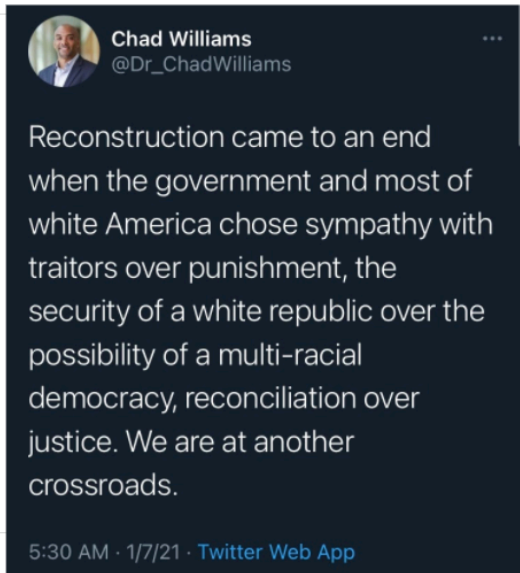 Chad Williams
@Dr_ChadWilliams
Reconstruction came to an end
when the government and most of
white America chose sympathy with
traitors over punishment, the
security of a white republic over the
possibility of a multi-racial
democracy, reconciliation over
justice. We are at another
crossroads.
5:30 AM · 1/7/21 · Twitter Web App